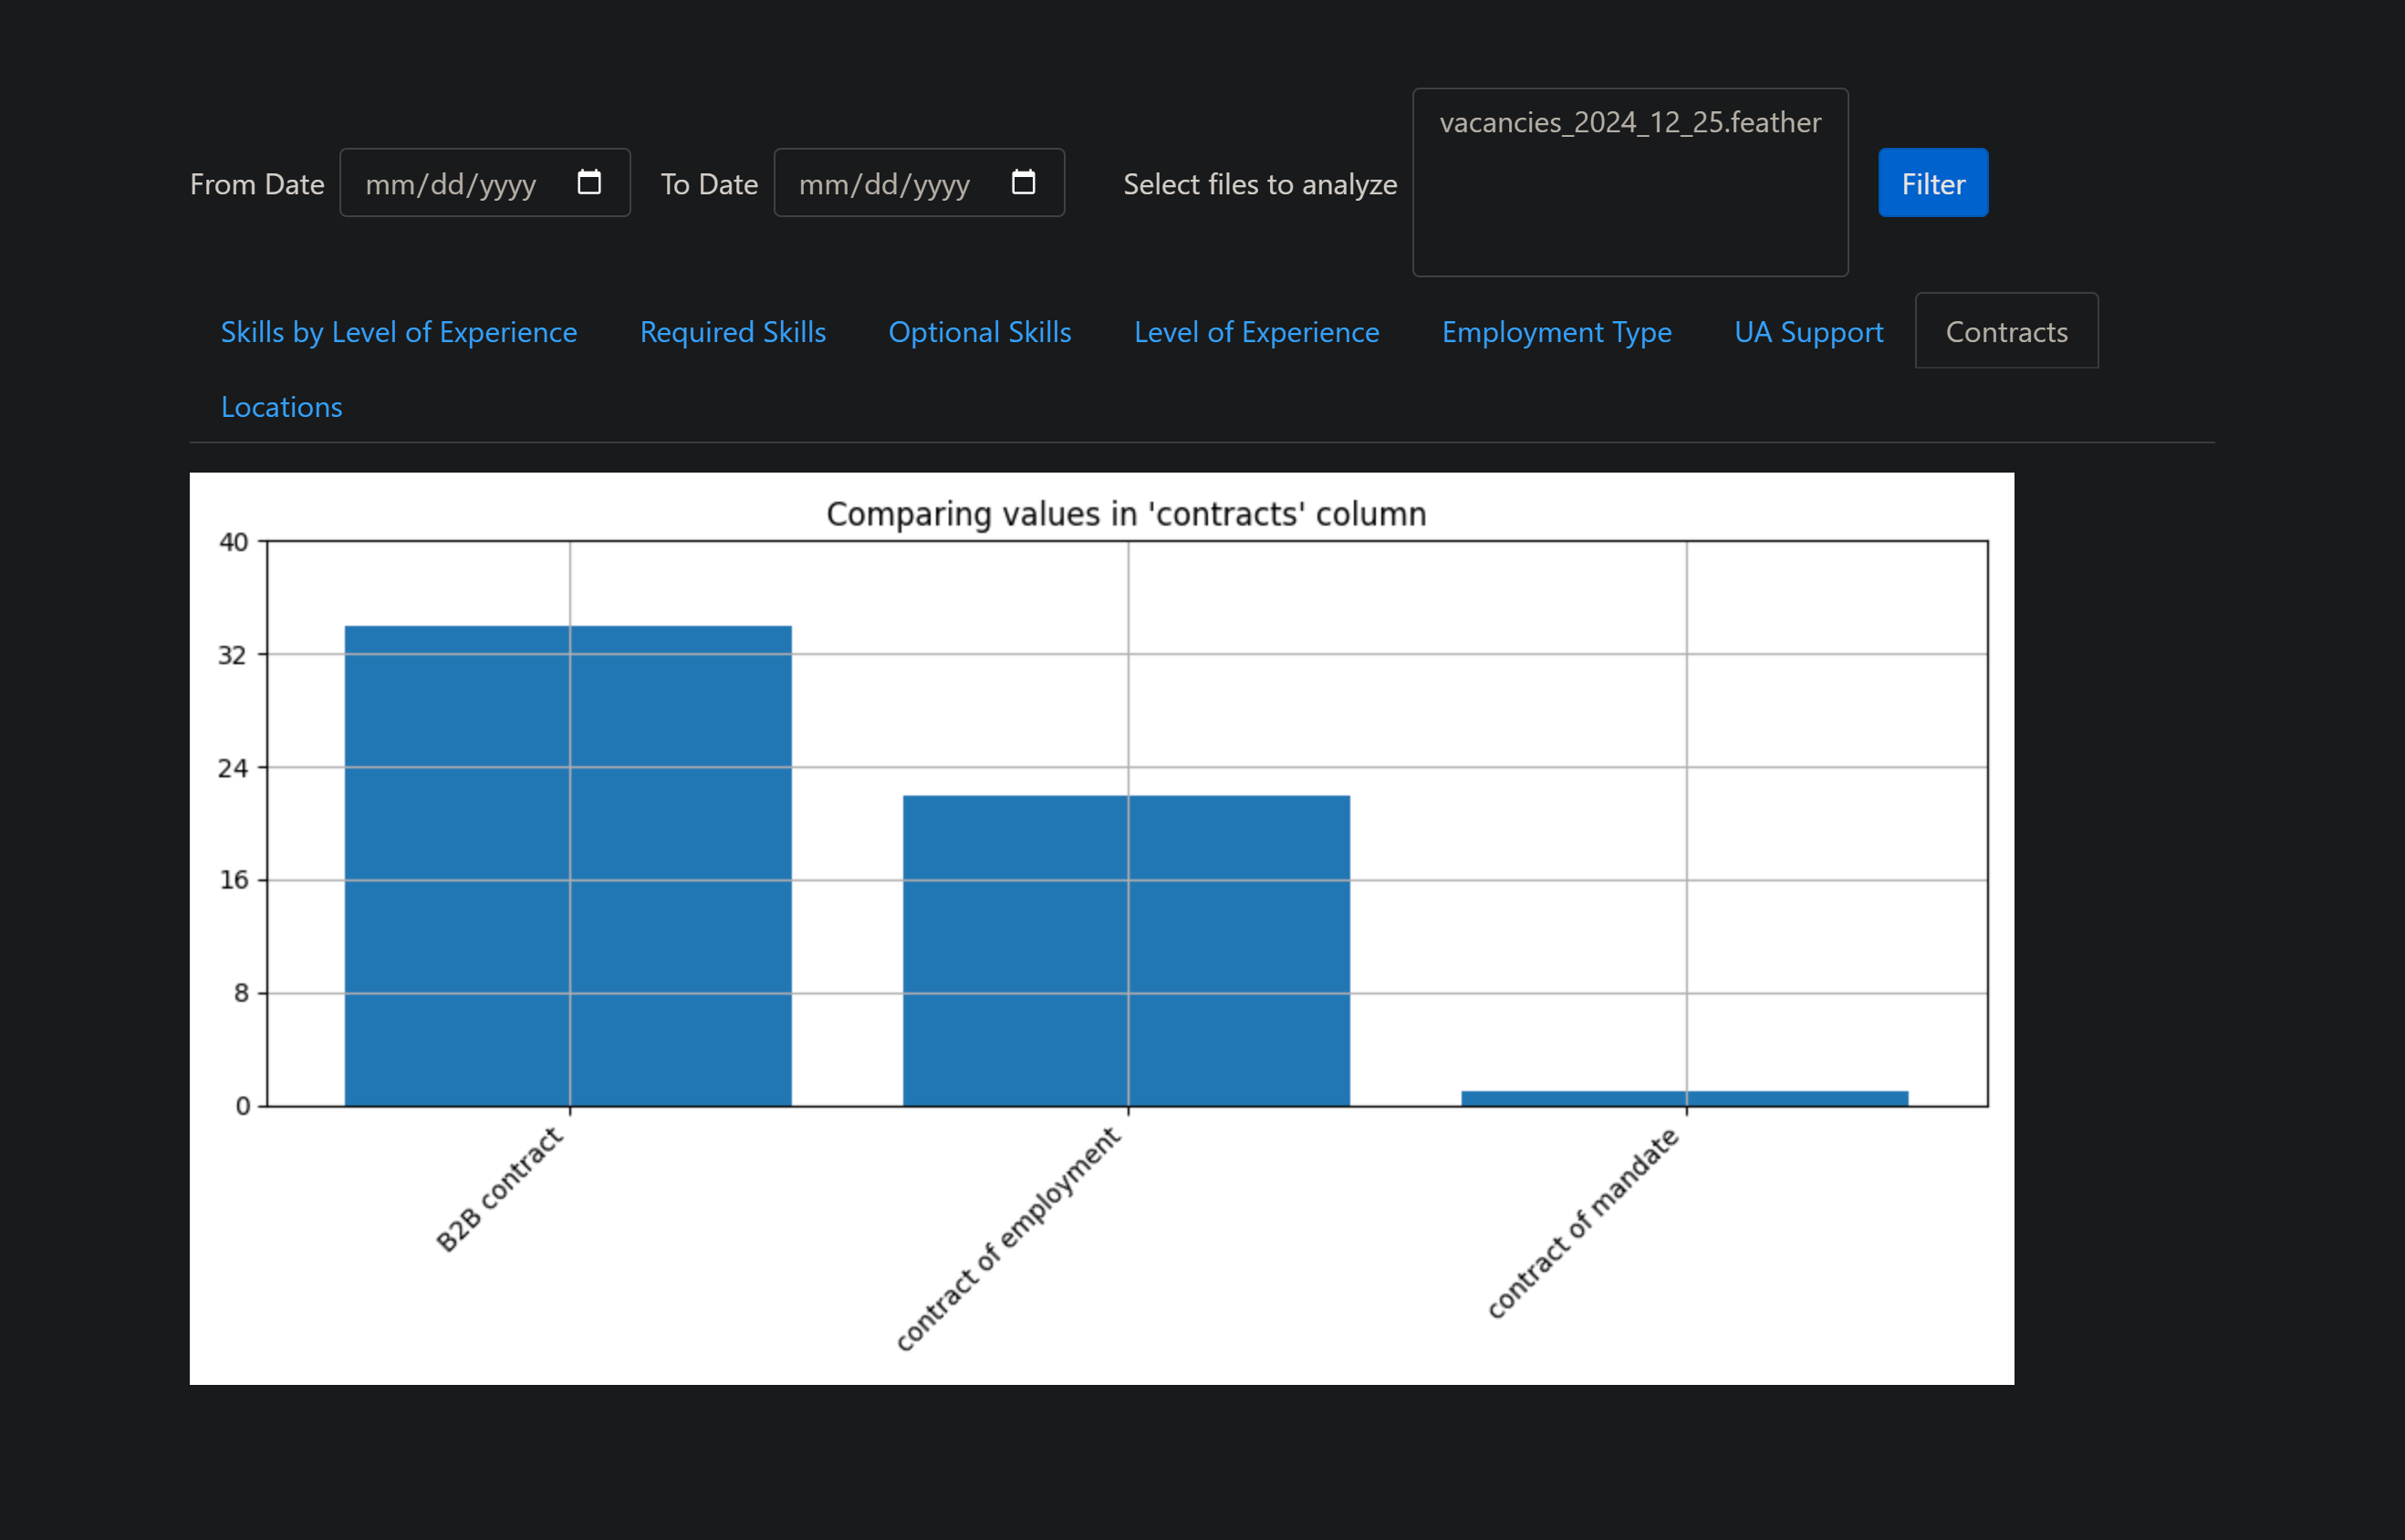 vacancies_2024_12_25.feather
From Date mm/dd/yyyy To Date mm/dd/yyyy Select files to analyze Filter
Skills by Level of Experience Required Skills Optional Skills Level of Experience Employment Type UA Support Contracts
Locations
Comparing values in 'contracts' column
40
32
24
16
8
0
B2B contract
contract of employment
contract of mandate